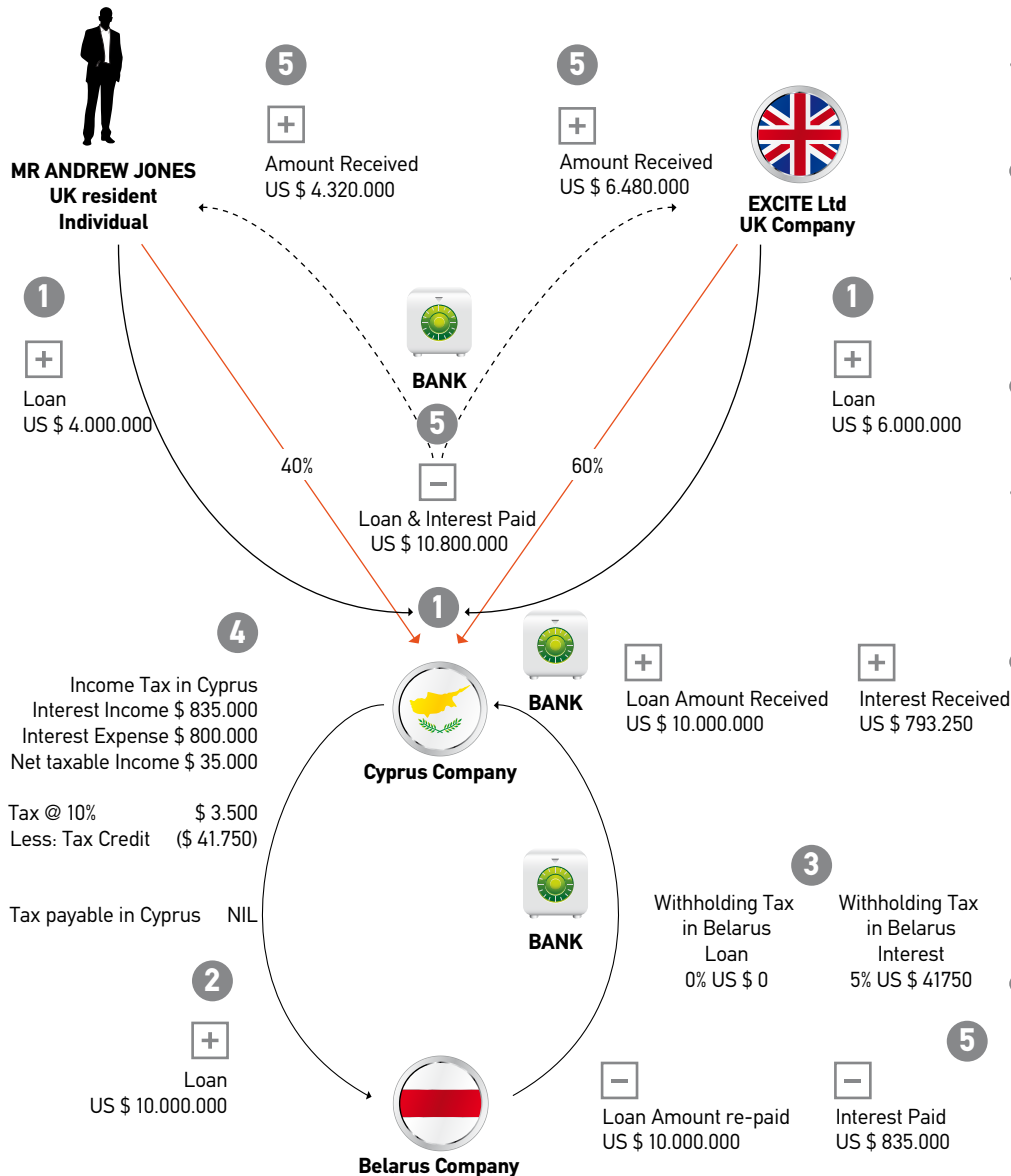 5
5
Amount Received
US $ 4.320.000
Amount Received
US $ 6.480.000
MR ANDREW JONES
UK resident
Individual
EXCITE Ltd
UK Company
1
1
Loan
US $ 4.000.000
BANK
Loan
US $ 6.000.000
5
40%
60%
Loan & Interest Paid
US $ 10.800.000
1
4
Income Tax in Cyprus
Interest Income $ 835.000
Interest Expense $ 800.000
Net taxable Income $ 35.000
Tax @ 10% $ 3.500
Less: Tax Credit ($ 41.750)
Tax payable in Cyprus NIL
BANK
Loan Amount Received
US $ 10.000.000
Interest Received
US $ 793.250
Cyprus Company
BANK
3
Withholding Tax
in Belarus
Loan
0% US $ 0
Withholding Tax
in Belarus
Interest
5% US $ 41750
2
Loan
US $ 10.000.000
5
Loan Amount re-paid
US $ 10.000.000
Interest Paid
US $ 835.000
Belarus Company